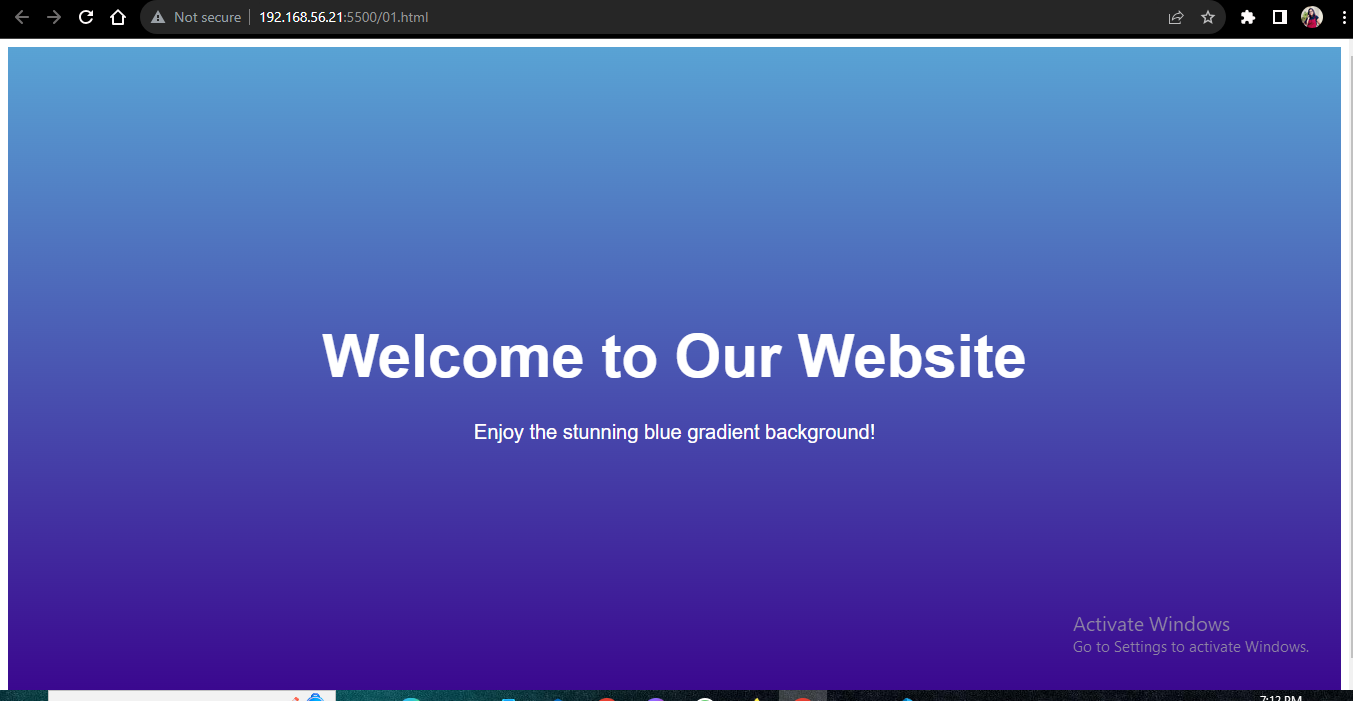 Not secure 192.168.56.21:5500/01.html
Welcome to Our Website
Enjoy the stunning blue gradient background!
Activate Windows
Go to Settings to activate Windows.
7:12 PM